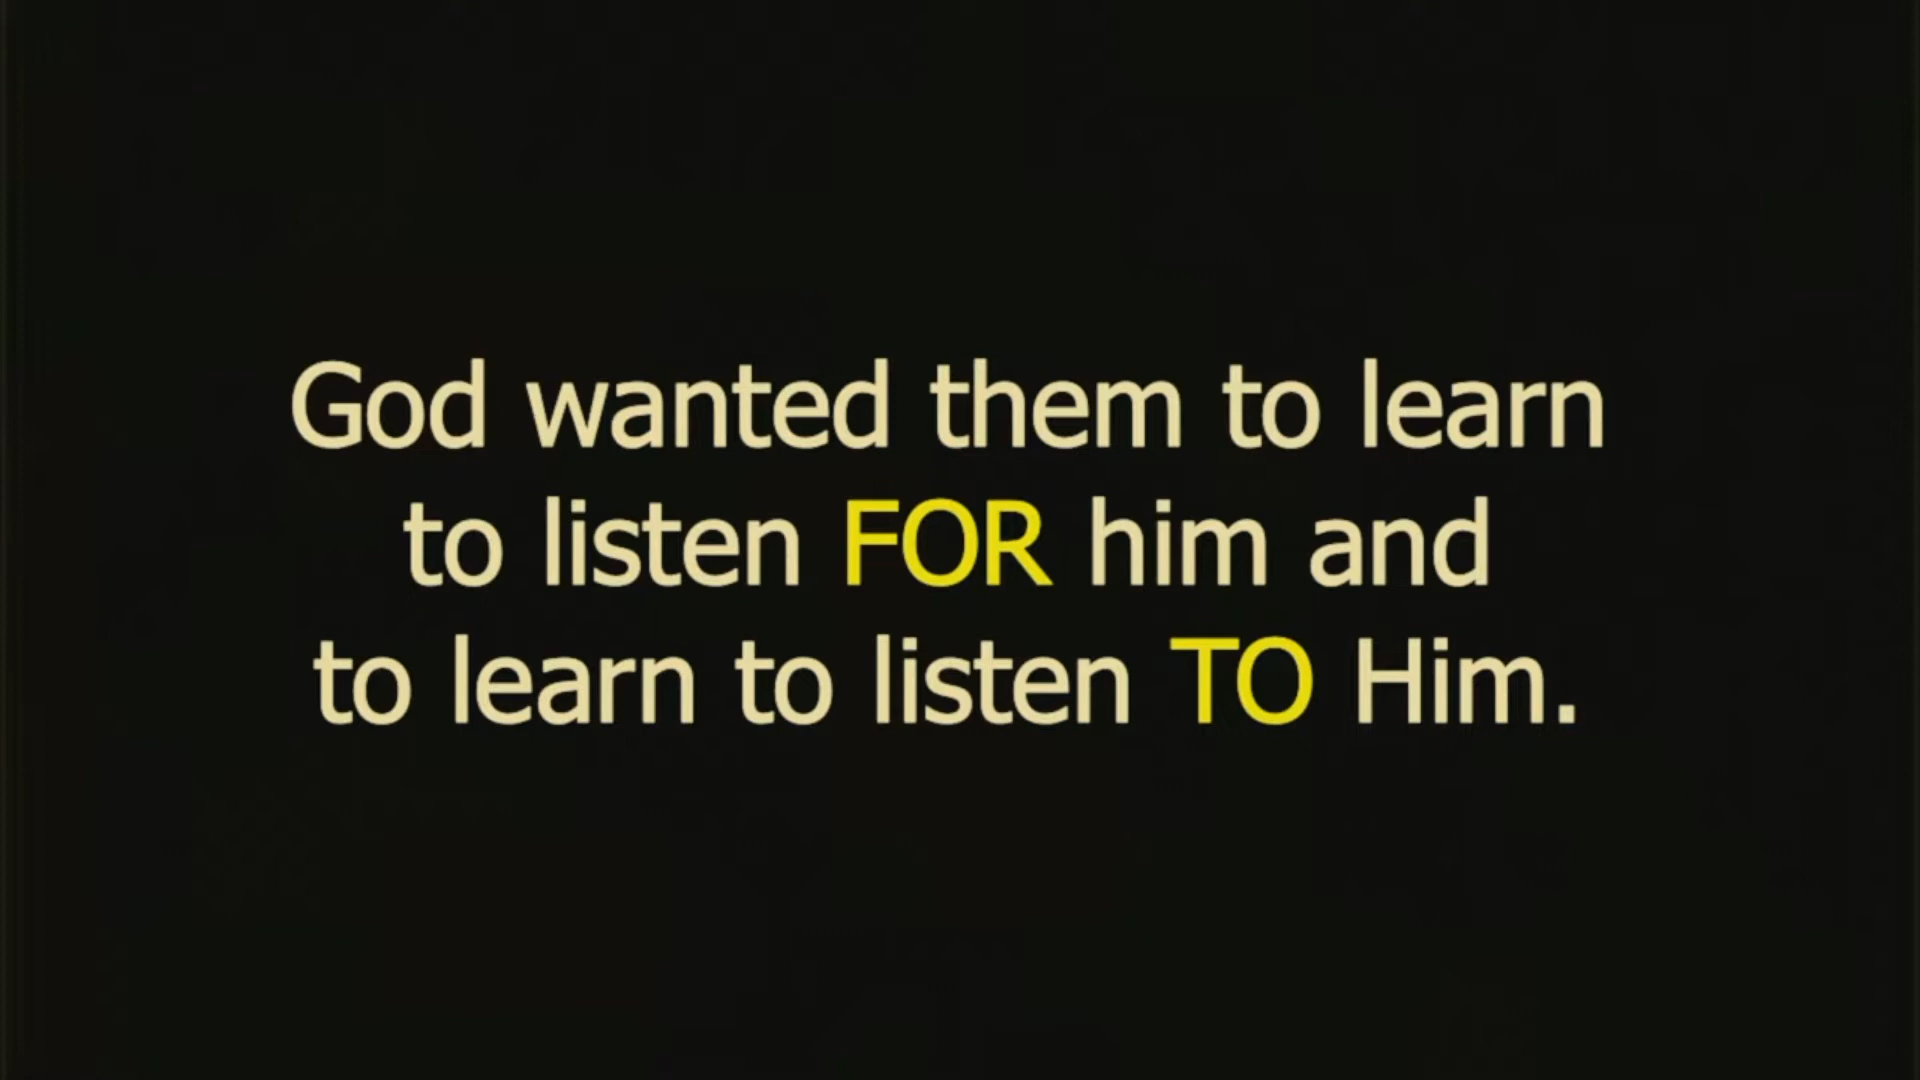 God wanted them to learn
to listen FOR him and
to learn to listen TO Him.